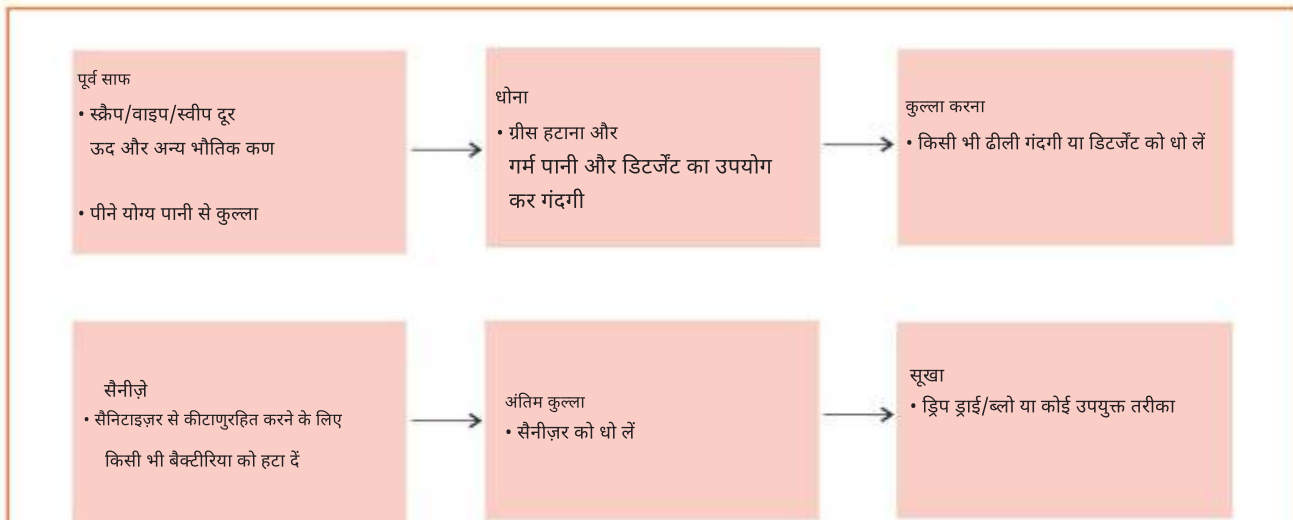 पूर्व साफ
• स्क्रैप/वाइप/स्वीप दूर
ऊद और अन्य भौतिक कण
• पीने योग्य पानी से कुल्ला
धोना
• ग्रीस हटाना और
गर्म पानी और डिटर्जेंट का उपयोग
कर गंदगी
कुल्ला करना
• किसी भी ढीली गंदगी या डिटर्जेंट को धो लें
सैनीज़े
• सैनिटाइज़र से कीटाणुरहित करने के लिए
किसी भी बैक्टीरिया को हटा दें
अंतिम कुल्ला
• सैनीज़र को धो लें
सूखा
• ड्रिप ड्राई/ब्लो या कोई उपयुक्त तरीका